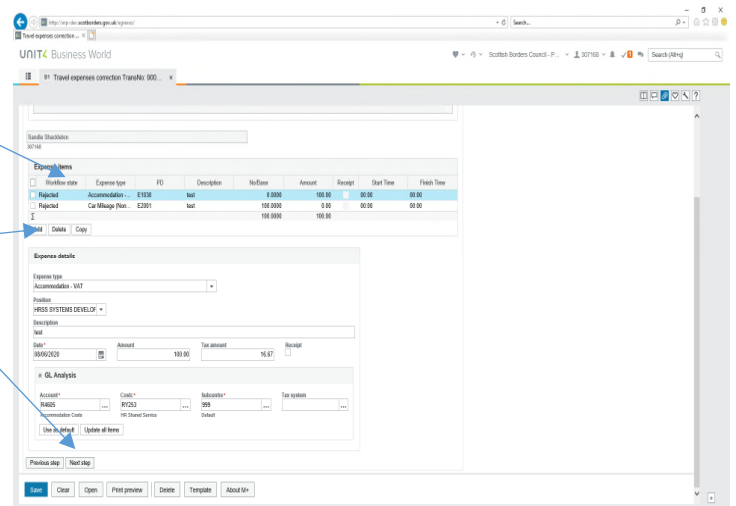 http://erp-dev.scotborders.gov.uk/agresso/
Search...
Travel expenses correction ...
UNIT4 Business World
Scottish Borders Council - P...
307168
Search (Alt+q)
B1 Travel expenses correction TransNo: 900...
Sandia Shackleton
307168
Expense items
Workflow state Expense type PD Description No/Base Amount Receipt Start Time Finish Time
Rejected Accommodation -... E1030 test 0.0000 100.00 00:00 00:00
Rejected Car Mileage (Non... E2001 test 100.0000 0.00 00:00 00:00
Σ 100.0000 100.00
Add Delete Copy
Expense details
Expense type
Accommodation - VAT
Position
HRSS SYSTEMS DEVELOF
Description
test
Date* Amount Tax amount Receipt
08/06/2020 100.00 16.67
GL Analysis
Account* Costc* Subcentre* Tax system
R4605 ... RY253 ... 999 ... ...
Accommodation Costs HR Shared Service Default
Use as default Update all items
Previous step Next step
Save Clear Open Print preview Delete Template About M+